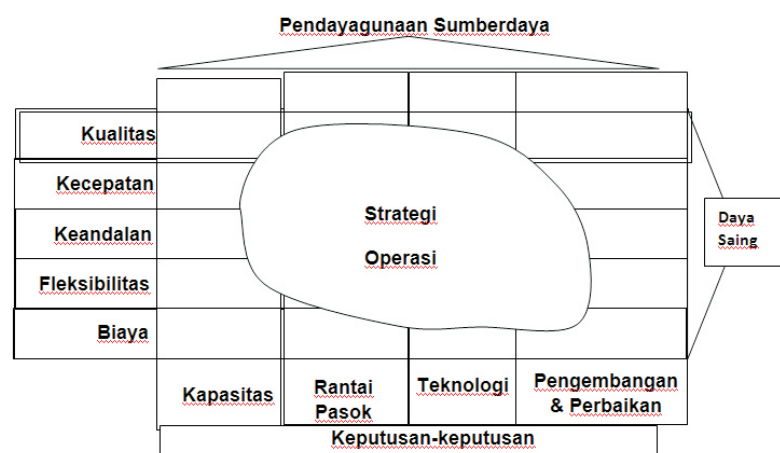 Pendayagunaan Sumberdaya
Kualitas
Kecepatan
Keandalan
Fleksibilitas
Biaya
Strategi
Operasi
Daya
Saing
Kapasitas
Rantai
Pasok
Teknologi
Pengembangan
& Perbaikan
Keputusan-keputusan